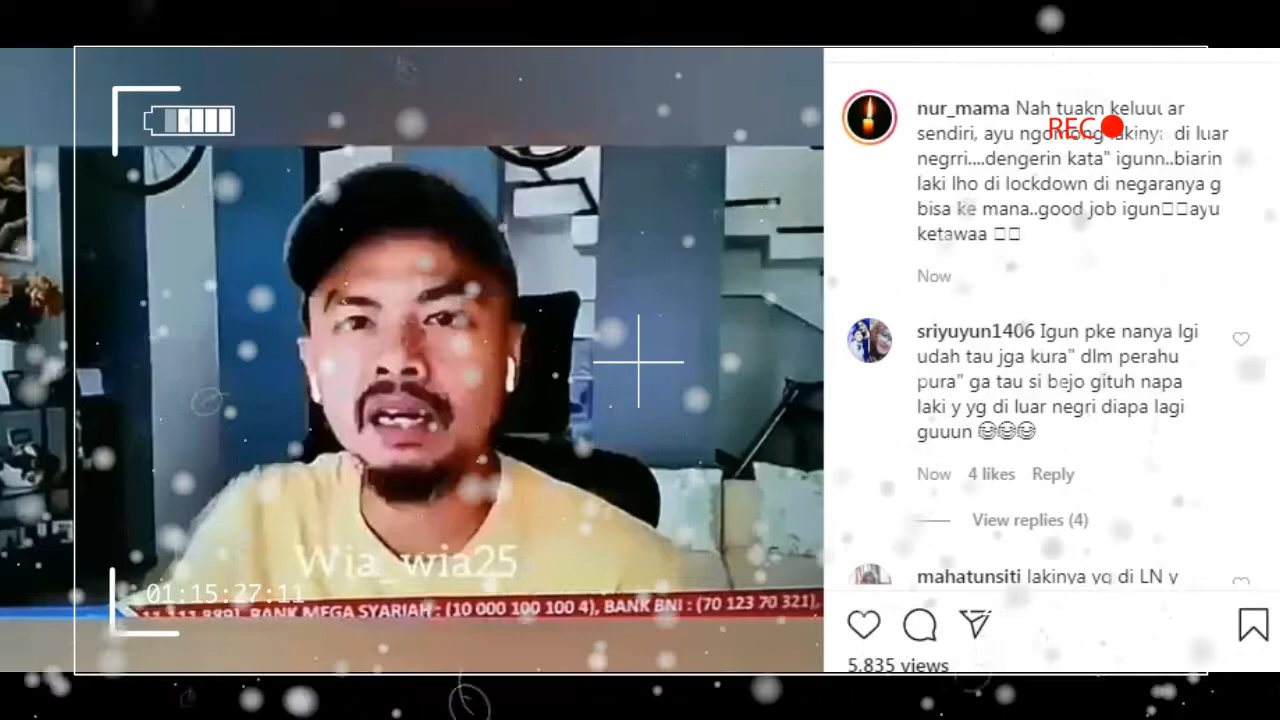 nur_mama Nah tuakn keluuu ar
sendiri, ayu ngomong lakinya di luar
negrri....dengerin kata" igunn..biarin
laki lho di lockdown di negaranya g
bisa ke mana..good job igun□□ayu
ketawaa □□
Now
REC
sriyuyun1406 Igun pke nanya lgi
udah tau jga kura" dlm perahu
pura" ga tau si bejo gituh napa
laki y yg di luar negri diapa lagi
guuun 😂😂😂
Now 4 likes Reply
View replies (4)
mahatunsiti lakinya yg di LN y
5.835 views
Wia_wia25
01:15:27:11
BANK MEGA SYARIAH : (10 000 100 100 4), BANK BNI : (70 123 70 321),